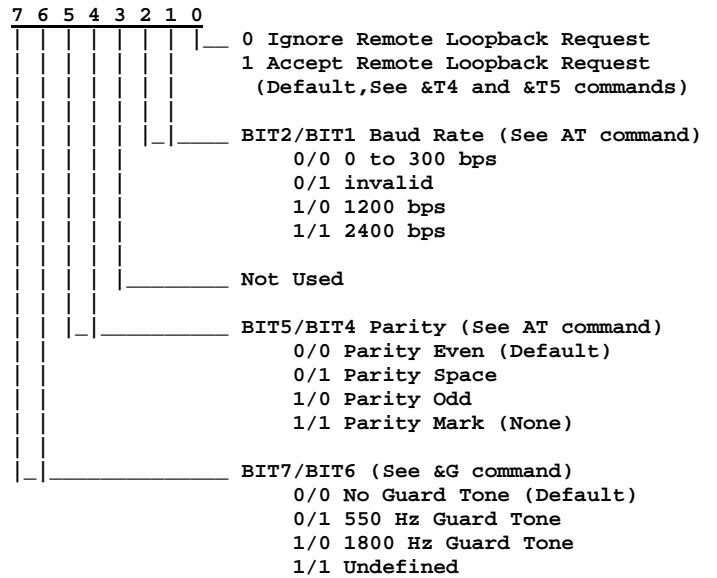 7 6 5 4 3 2 1 0
0 Ignore Remote Loopback Request
1 Accept Remote Loopback Request
(Default,See &T4 and &T5 commands)
BIT2/BIT1 Baud Rate (See AT command)
0/0 0 to 300 bps
0/1 invalid
1/0 1200 bps
1/1 2400 bps
Not Used
BIT5/BIT4 Parity (See AT command)
0/0 Parity Even (Default)
0/1 Parity Space
1/0 Parity Odd
1/1 Parity Mark (None)
BIT7/BIT6 (See &G command)
0/0 No Guard Tone (Default)
0/1 550 Hz Guard Tone
1/0 1800 Hz Guard Tone
1/1 Undefined